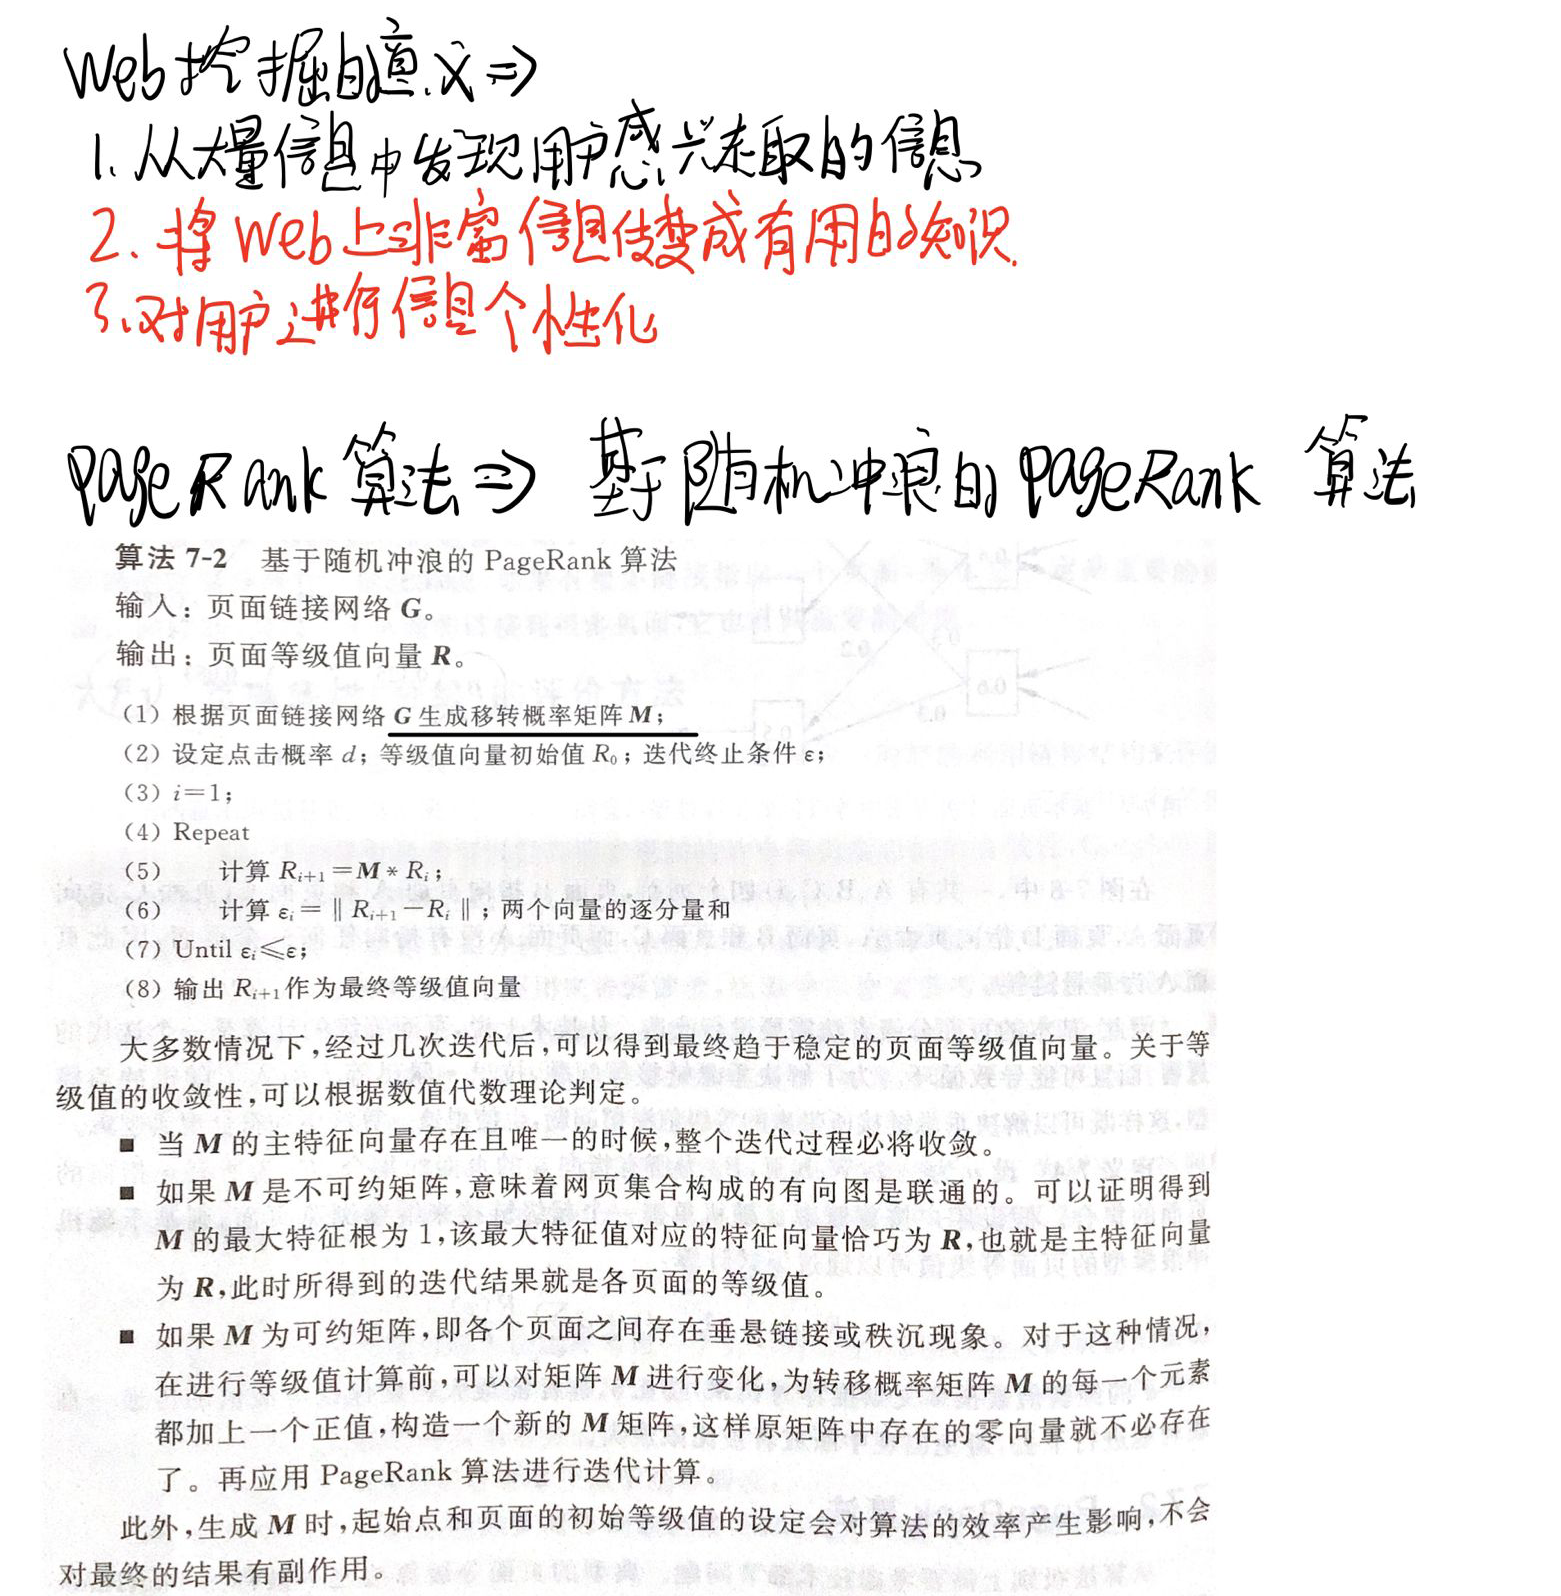 Web挖掘的意义⇒
1. 从大量信息中发现用户感兴趣的信息
2. 将Web上丰富信息转变成有用的知识.
3. 对用户进行信息个性化
PageRank算法⇒ 基于随机冲浪的PageRank 算法
算法 7-2 基于随机冲浪的 PageRank 算法
输入：页面链接网络 G。
输出：页面等级值向量 R。
(1) 根据页面链接网络 G 生成移转概率矩阵 M；
(2) 设定点击概率 d；等级值向量初始值 R₀；迭代终止条件 ε；
(3) i=1；
(4) Repeat
(5) 计算 Rᵢ₊₁=M*Rᵢ；
(6) 计算 εᵢ=‖Rᵢ₊₁-Rᵢ‖；两个向量的逐分量和
(7) Until εᵢ≤ε；
(8) 输出 Rᵢ₊₁作为最终等级值向量
大多数情况下,经过几次迭代后,可以得到最终趋于稳定的页面等级值向量。关于等
级值的收敛性,可以根据数值代数理论判定。
■ 当 M 的主特征向量存在且唯一的时候,整个迭代过程必将收敛。
■ 如果 M 是不可约矩阵,意味着网页集合构成的有向图是联通的。可以证明得到
M 的最大特征根为 1,该最大特征值对应的特征向量恰巧为 R,也就是主特征向量
为 R,此时所得到的迭代结果就是各页面的等级值。
■ 如果 M 为可约矩阵,即各个页面之间存在垂悬链接或秩沉现象。对于这种情况,
在进行等级值计算前,可以对矩阵 M 进行变化,为转移概率矩阵 M 的每一个元素
都加上一个正值,构造一个新的 M 矩阵,这样原矩阵中存在的零向量就不必存在
了。再应用 PageRank 算法进行迭代计算。
此外,生成 M 时,起始点和页面的初始等级值的设定会对算法的效率产生影响,不会
对最终的结果有副作用。